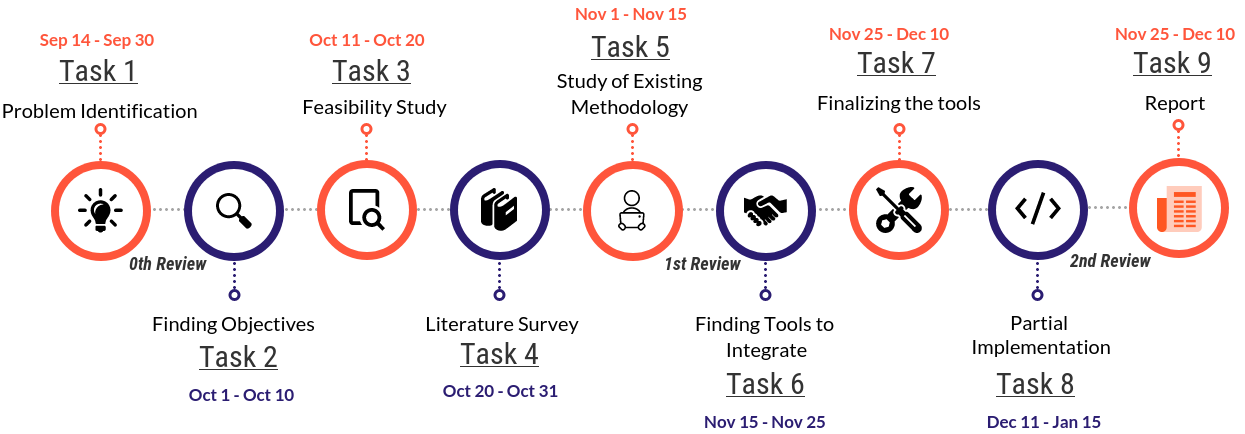 Sep 14 - Sep 30
Task 1
Problem Identification
0th Review
Finding Objectives
Task 2
Oct 1 - Oct 10
Oct 11 - Oct 20
Task 3
Feasibility Study
Literature Survey
Task 4
Oct 20 - Oct 31
Nov 1 - Nov 15
Task 5
Study of Existing
Methodology
1st Review
Finding Tools to
Integrate
Task 6
Nov 15 - Nov 25
Nov 25 - Dec 10
Task 7
Finalizing the tools
</>
Partial
Implementation
Task 8
Dec 11 - Jan 15
2nd Review
Nov 25 - Dec 10
Task 9
Report